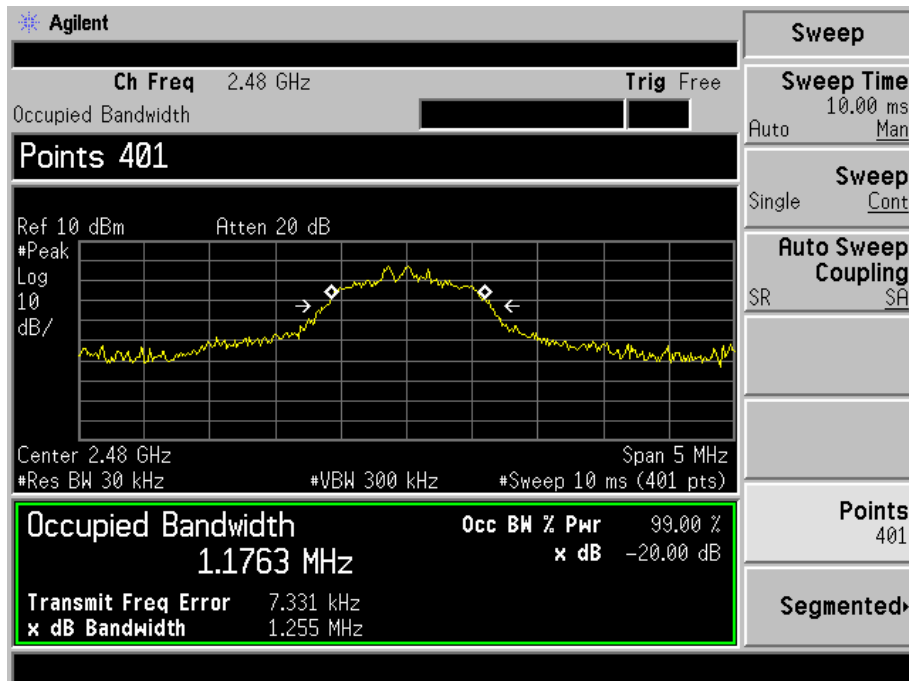 Agilent
Ch Freq 2.48 GHz Trig Free
Occupied Bandwidth
Points 401
Ref 10 dBm Atten 20 dB
#Peak
Log
10
dB/
Center 2.48 GHz Span 5 MHz
#Res BW 30 kHz #VBW 300 kHz #Sweep 10 ms (401 pts)
Occupied Bandwidth Occ BW % Pwr 99.00 %
1.1763 MHz x dB -20.00 dB
Transmit Freq Error 7.331 kHz
x dB Bandwidth 1.255 MHz
Sweep
Sweep Time
10.00 ms
Auto Man
Sweep
Single Cont
Auto Sweep
Coupling
SR SA
Points
401
Segmented